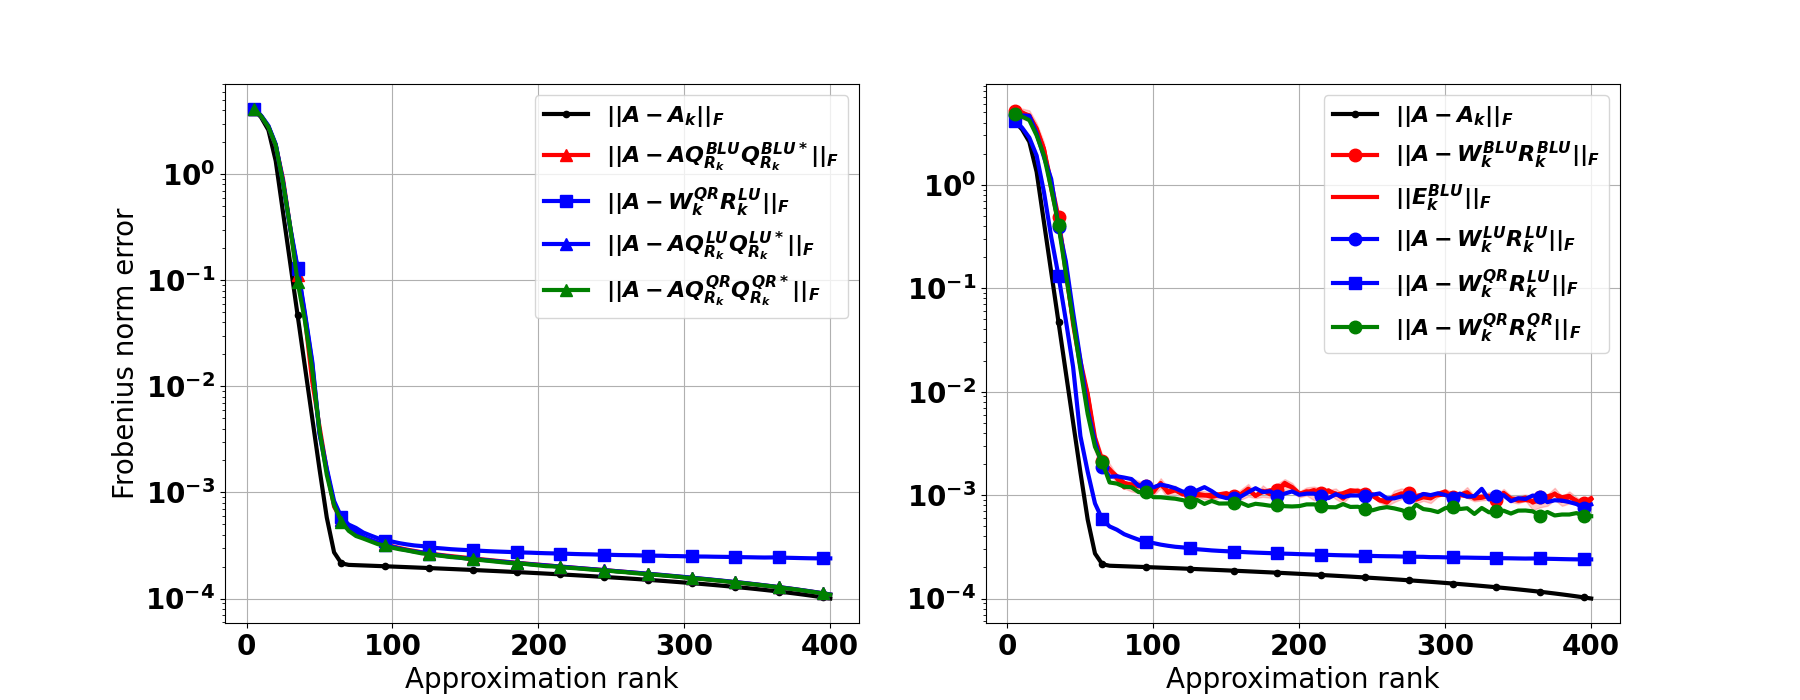 Frobenius norm error
10⁰
10⁻¹
10⁻²
10⁻³
10⁻⁴
0 100 200 300 400
Approximation rank
||A − A_k||_F
||A − AQ_{R_k}^{BLU} Q_{R_k}^{BLU*}||_F
||A − W_k^{QR} R_k^{LU}||_F
||A − AQ_{R_k}^{LU} Q_{R_k}^{LU*}||_F
||A − AQ_{R_k}^{QR} Q_{R_k}^{QR*}||_F
10⁰
10⁻¹
10⁻²
10⁻³
10⁻⁴
0 100 200 300 400
Approximation rank
||A − A_k||_F
||A − W_k^{BLU} R_k^{BLU}||_F
||E_k^{BLU}||_F
||A − W_k^{LU} R_k^{LU}||_F
||A − W_k^{QR} R_k^{LU}||_F
||A − W_k^{QR} R_k^{QR}||_F